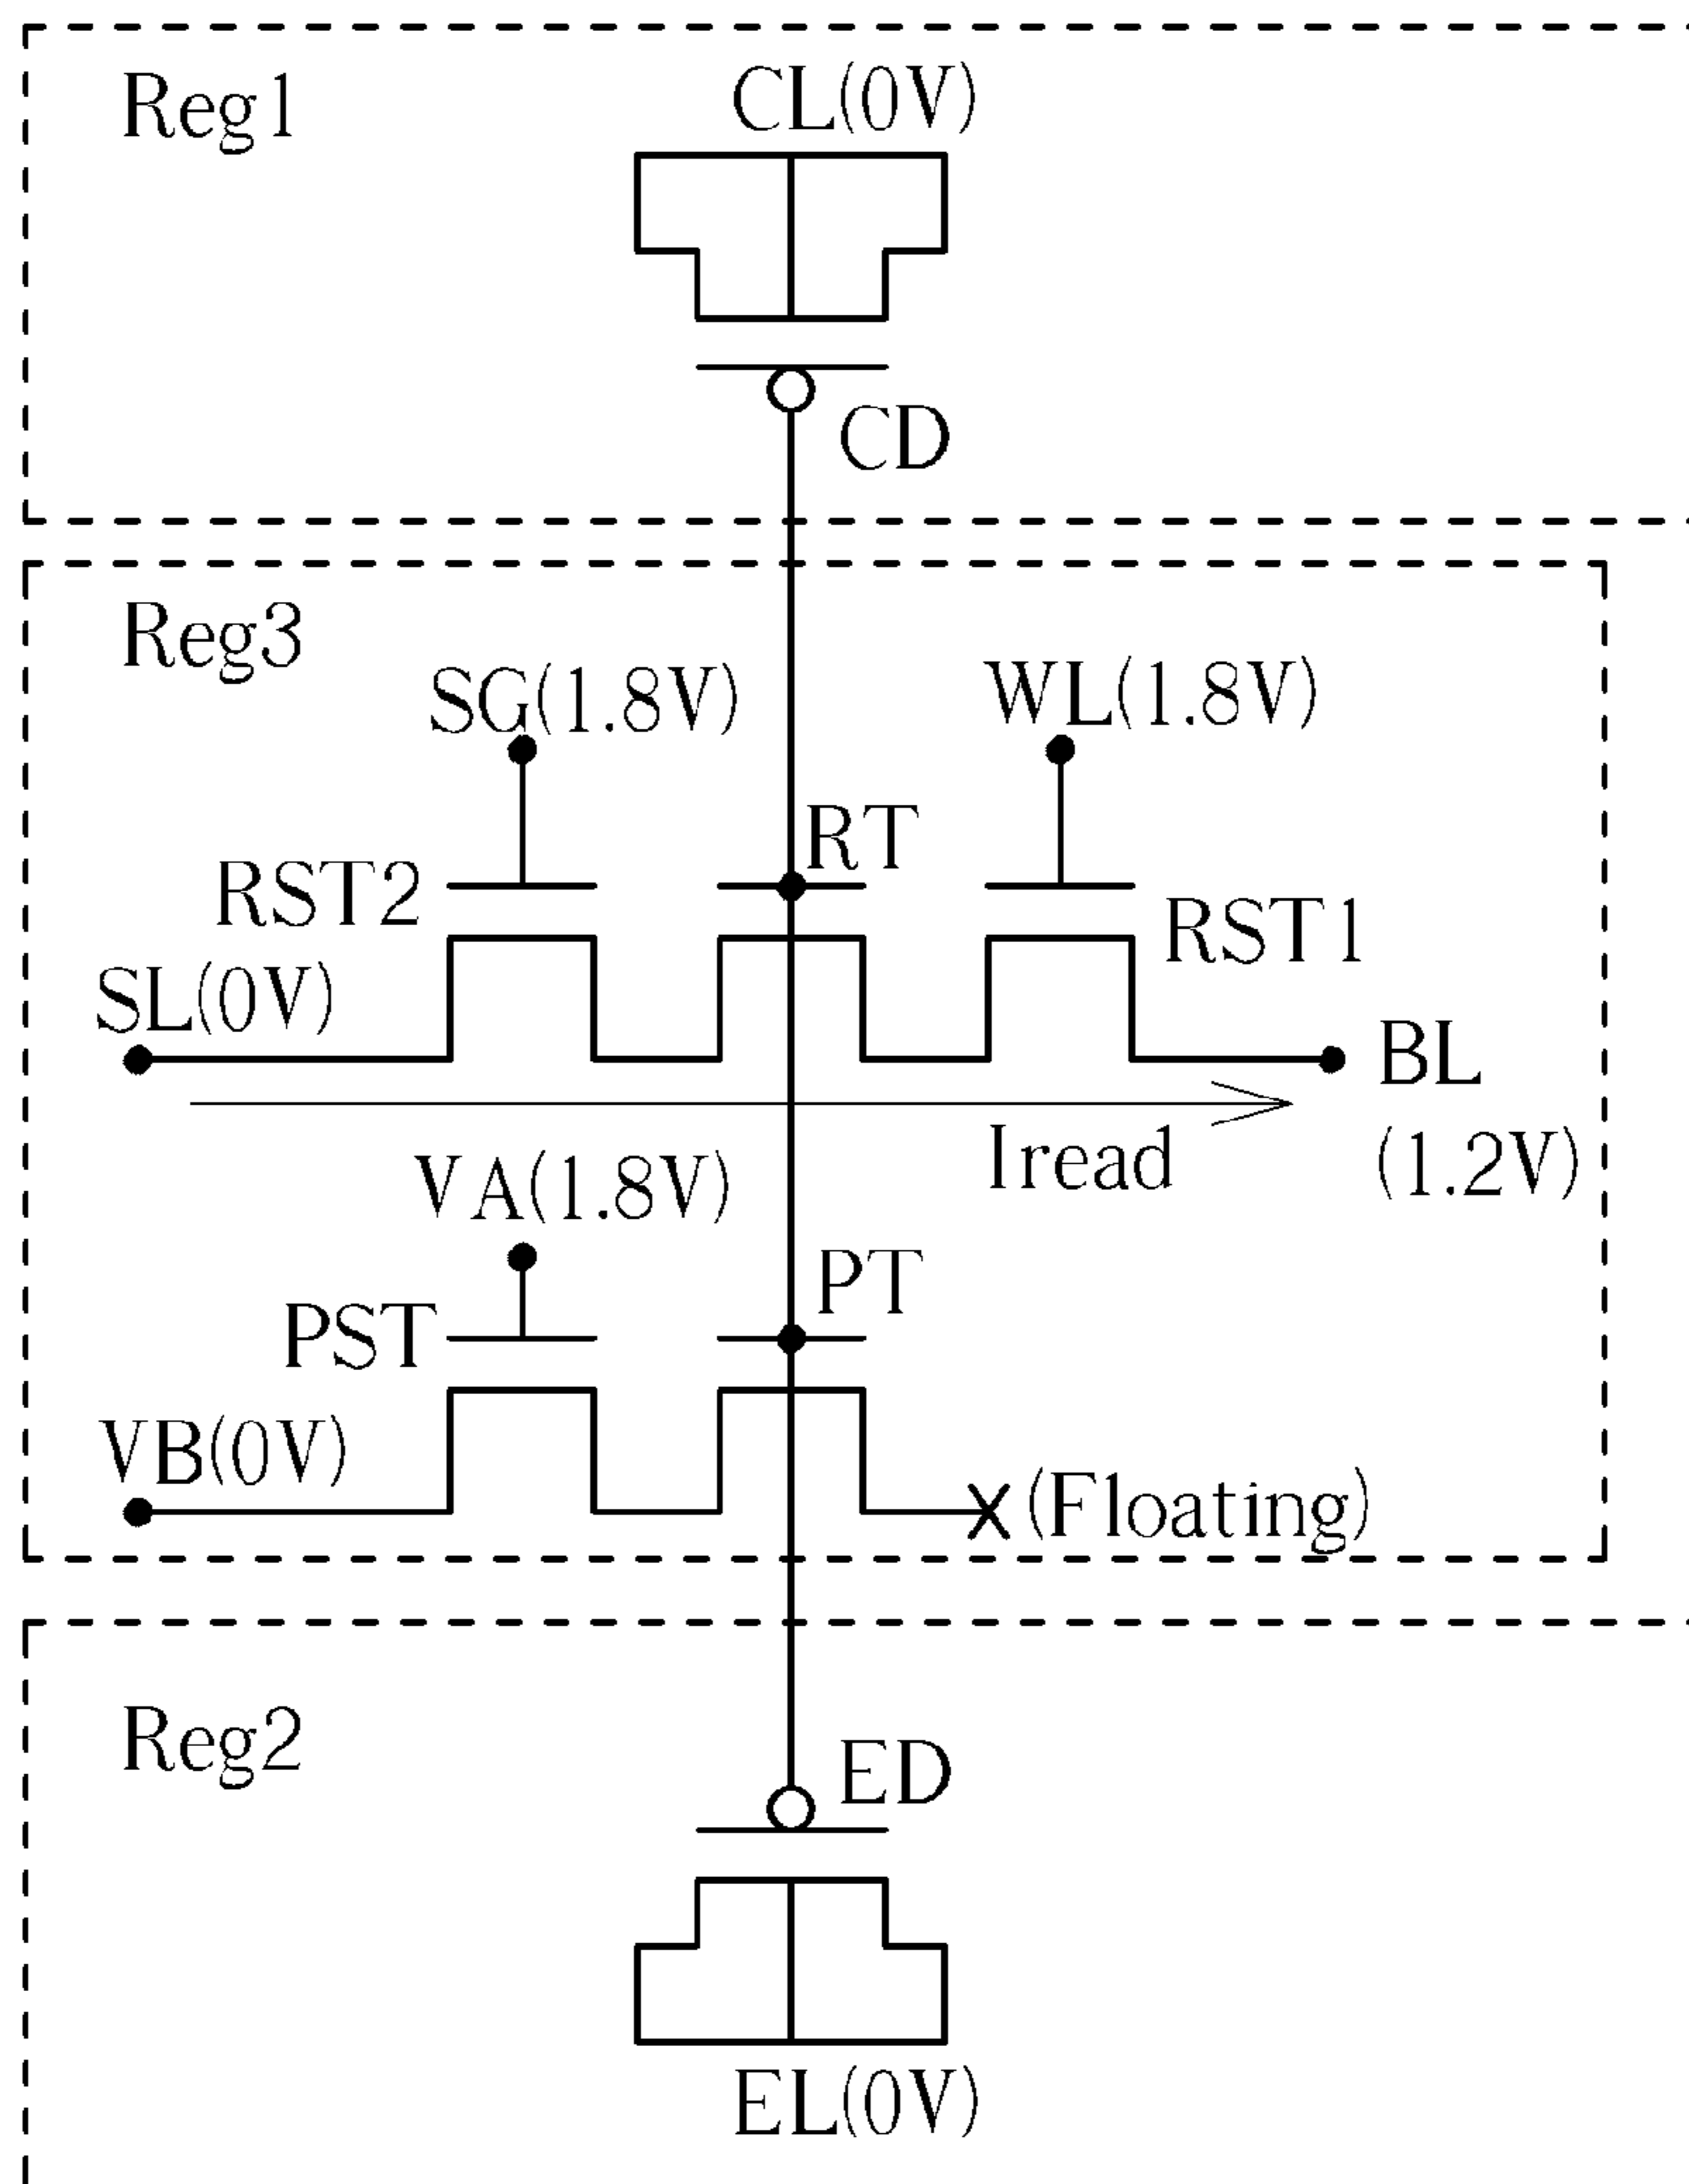 Reg1
CL(0V)
CD
Reg3
SG(1.8V)
WL(1.8V)
RT
RST2
RST1
SL(0V)
BL
(1.2V)
Iread
VA(1.8V)
PT
PST
VB(0V)
X (Floating)
Reg2
ED
EL(0V)